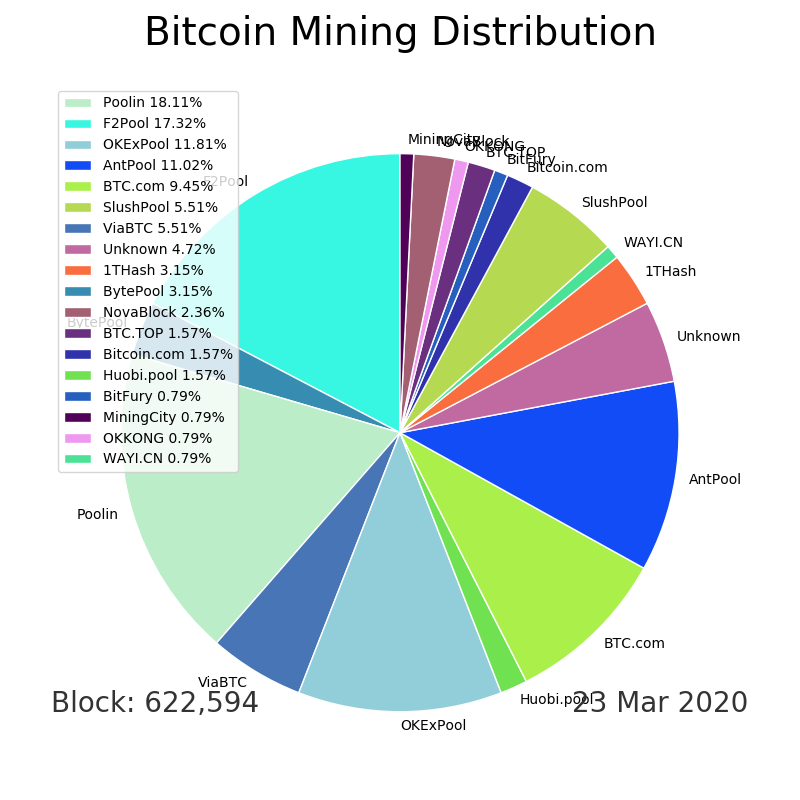 Bitcoin Mining Distribution
Poolin 18.11%
F2Pool 17.32%
OKExPool 11.81%
AntPool 11.02%
BTC.com 9.45%
SlushPool 5.51%
ViaBTC 5.51%
Unknown 4.72%
1THash 3.15%
BytePool 3.15%
NovaBlock 2.36%
BTC.TOP 1.57%
Bitcoin.com 1.57%
Huobi.pool 1.57%
BitFury 0.79%
MiningCity 0.79%
OKKONG 0.79%
WAYI.CN 0.79%
MiningCity
NovaBlock
OKKONG
BTC.TOP
BitFury
Bitcoin.com
SlushPool
WAYI.CN
1THash
Unknown
AntPool
BTC.com
Huobi.pool
OKExPool
ViaBTC
Poolin
BytePool
F2Pool
Block: 622,594
23 Mar 2020